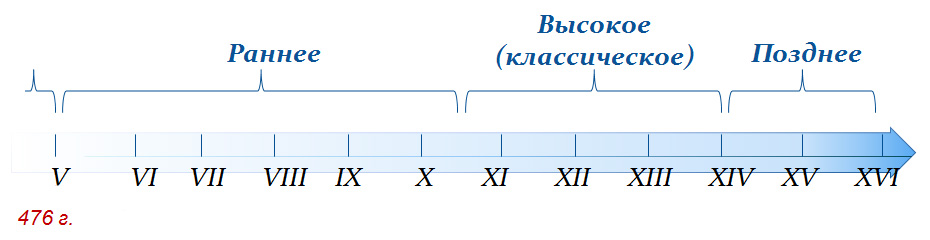 Раннее
Высокое
(классическое)
Позднее
V VI VII VIII IX X XI XII XIII XIV XV XVI
476 г.